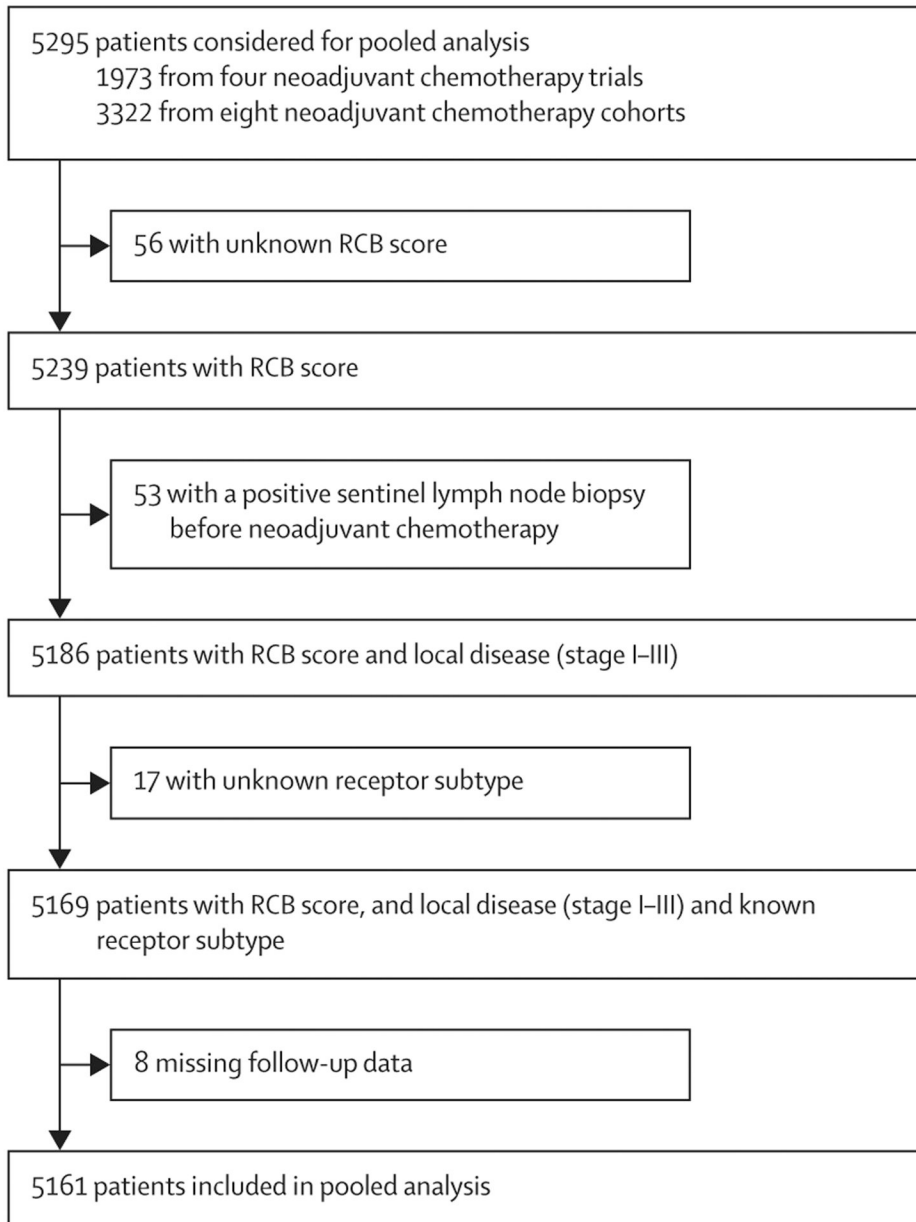 5295 patients considered for pooled analysis
1973 from four neoadjuvant chemotherapy trials
3322 from eight neoadjuvant chemotherapy cohorts
56 with unknown RCB score
5239 patients with RCB score
53 with a positive sentinel lymph node biopsy
before neoadjuvant chemotherapy
5186 patients with RCB score and local disease (stage I–III)
17 with unknown receptor subtype
5169 patients with RCB score, and local disease (stage I–III) and known
receptor subtype
8 missing follow-up data
5161 patients included in pooled analysis